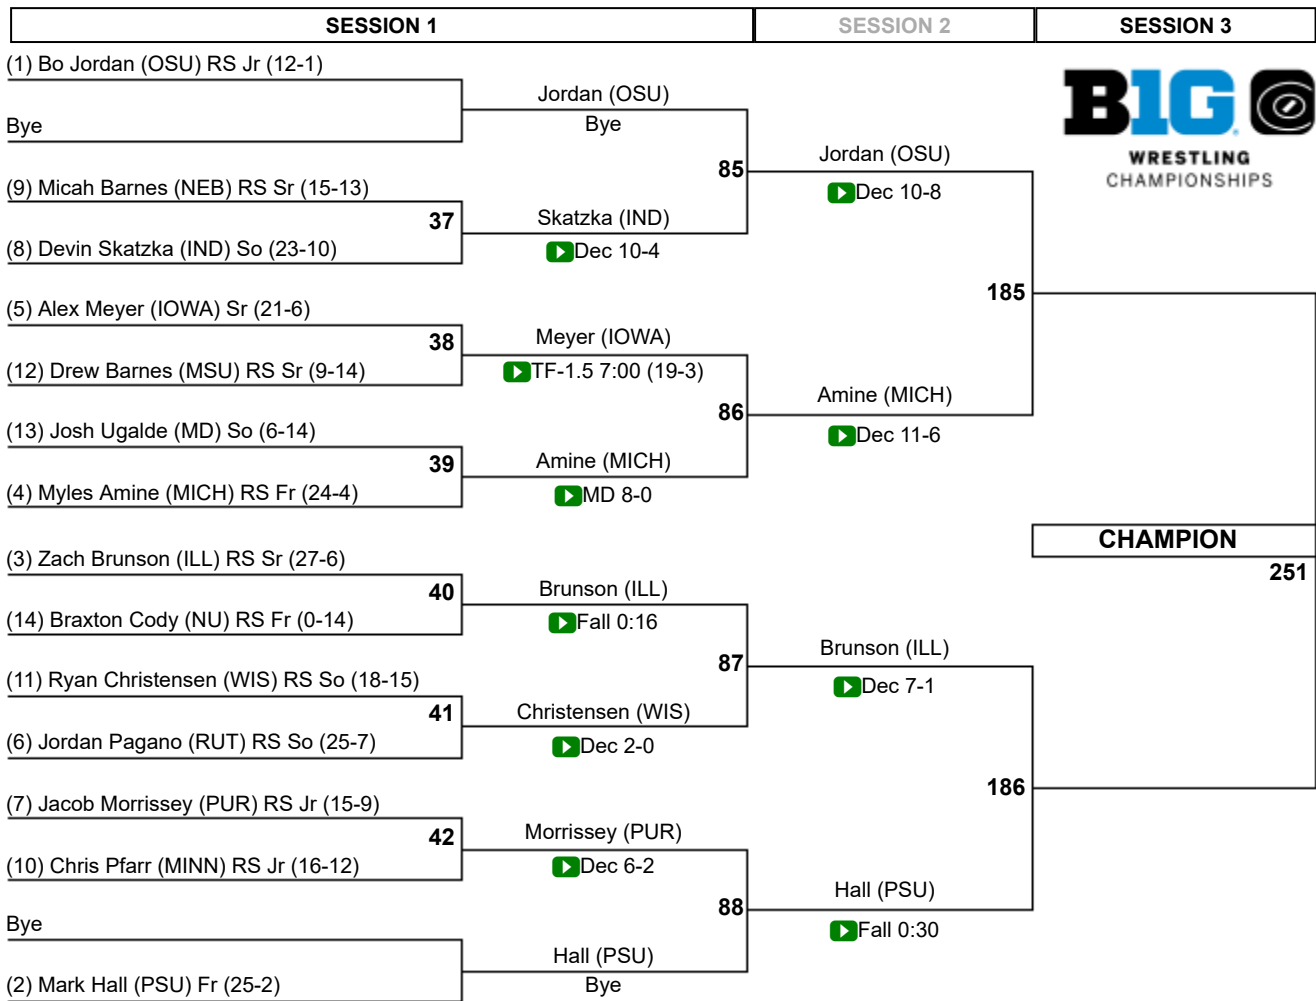 SESSION 1
SESSION 2
SESSION 3
(1) Bo Jordan (OSU) RS Jr (12-1)
Bye
Jordan (OSU)
Bye
85
Jordan (OSU)
Dec 10-8
B1G
WRESTLING
CHAMPIONSHIPS
(9) Micah Barnes (NEB) RS Sr (15-13)
37
(8) Devin Skatzka (IND) So (23-10)
Skatzka (IND)
Dec 10-4
185
(5) Alex Meyer (IOWA) Sr (21-6)
38
(12) Drew Barnes (MSU) RS Sr (9-14)
Meyer (IOWA)
TF-1.5 7:00 (19-3)
86
Amine (MICH)
Dec 11-6
(13) Josh Ugalde (MD) So (6-14)
39
(4) Myles Amine (MICH) RS Fr (24-4)
Amine (MICH)
MD 8-0
CHAMPION
251
(3) Zach Brunson (ILL) RS Sr (27-6)
40
(14) Braxton Cody (NU) RS Fr (0-14)
Brunson (ILL)
Fall 0:16
87
Brunson (ILL)
Dec 7-1
(11) Ryan Christensen (WIS) RS So (18-15)
41
(6) Jordan Pagano (RUT) RS So (25-7)
Christensen (WIS)
Dec 2-0
186
(7) Jacob Morrissey (PUR) RS Jr (15-9)
42
(10) Chris Pfarr (MINN) RS Jr (16-12)
Morrissey (PUR)
Dec 6-2
88
Hall (PSU)
Fall 0:30
Bye
(2) Mark Hall (PSU) Fr (25-2)
Hall (PSU)
Bye